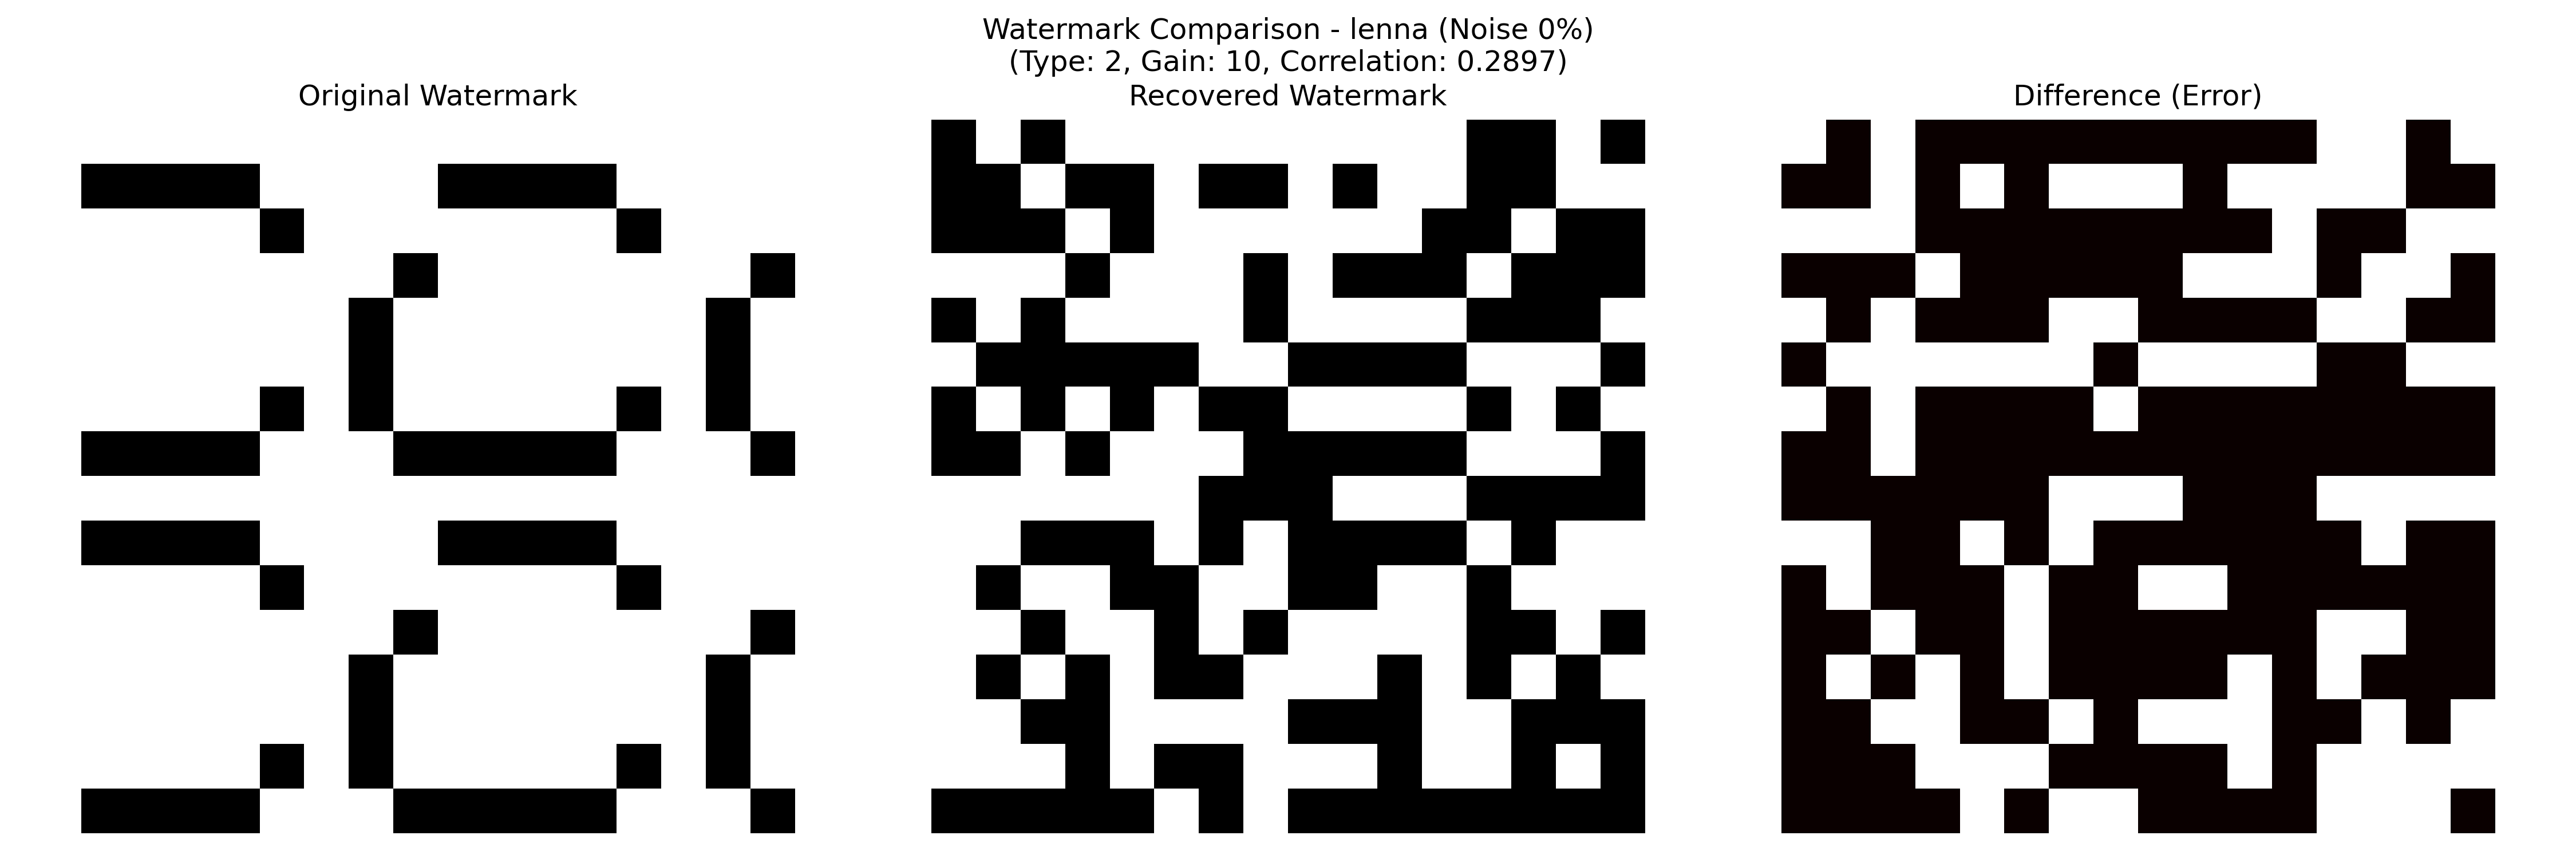 Watermark Comparison - lenna (Noise 0%)
(Type: 2, Gain: 10, Correlation: 0.2897)
Original Watermark
Recovered Watermark
Difference (Error)